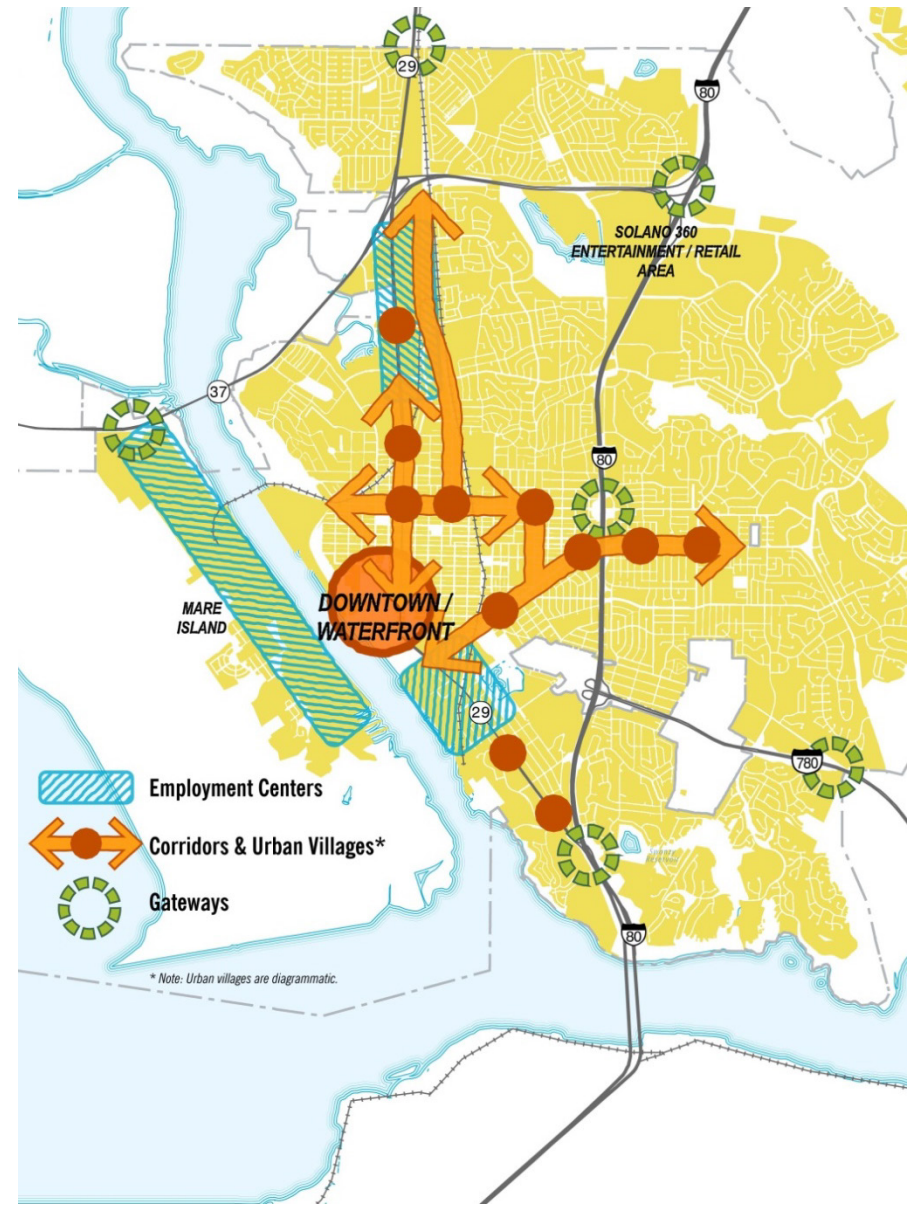 29
80
SOLANO 360
ENTERTAINMENT / RETAIL
AREA
37
80
MARE
ISLAND
DOWNTOWN /
WATERFRONT
29
780
Employment Centers
Corridors & Urban Villages*
Gateways
80
* Note: Urban villages are diagrammatic.